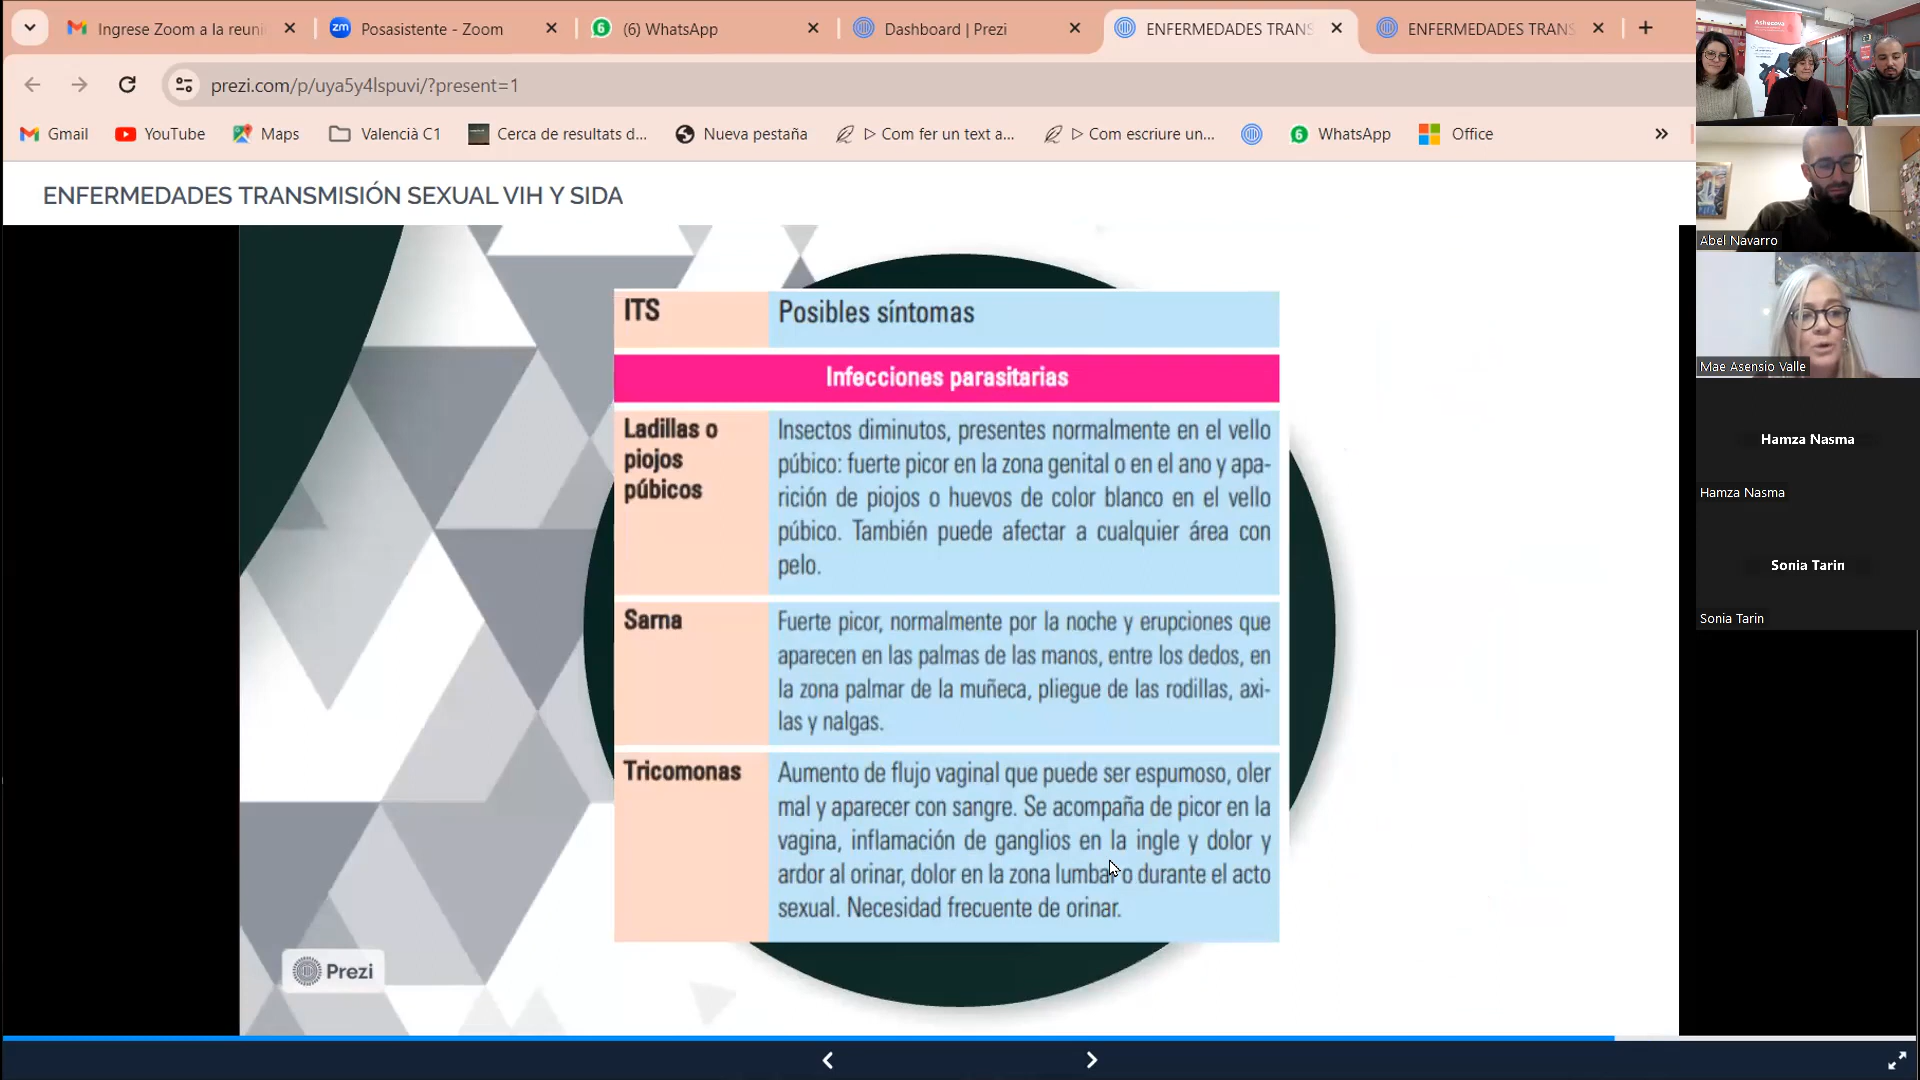 Ingrese Zoom a la reuni
Posasistente - Zoom
(6) WhatsApp
Dashboard | Prezi
ENFERMEDADES TRANS
ENFERMEDADES TRANS
prezi.com/p/uya5y4lspuvi/?present=1
Gmail
YouTube
Maps
Valencià C1
Cerca de resultats d...
Nueva pestaña
Com fer un text a...
Com escriure un...
WhatsApp
Office
ENFERMEDADES TRANSMISIÓN SEXUAL VIH Y SIDA
ITS
Posibles síntomas
Infecciones parasitarias
Ladillas o
piojos
púbicos
Insectos diminutos, presentes normalmente en el vello
púbico: fuerte picor en la zona genital o en el ano y apa-
rición de piojos o huevos de color blanco en el vello
púbico. También puede afectar a cualquier área con
pelo.
Sarna
Fuerte picor, normalmente por la noche y erupciones que
aparecen en las palmas de las manos, entre los dedos, en
la zona palmar de la muñeca, pliegue de las rodillas, axi-
las y nalgas.
Tricomonas
Aumento de flujo vaginal que puede ser espumoso, oler
mal y aparecer con sangre. Se acompaña de picor en la
vagina, inflamación de ganglios en la ingle y dolor y
ardor al orinar, dolor en la zona lumbar o durante el acto
sexual. Necesidad frecuente de orinar.
Prezi
Abel Navarro
Mae Asensio Valle
Hamza Nasma
Hamza Nasma
Sonia Tarin
Sonia Tarin